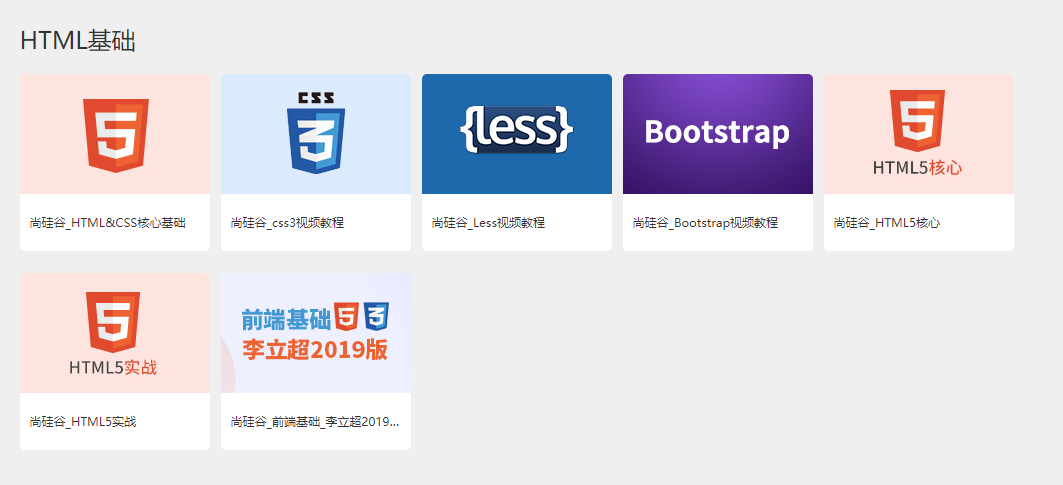 HTML基础
5
CSS
3
{less}
Bootstrap
5
HTML5核心
尚硅谷_HTML&CSS核心基础
尚硅谷_css3视频教程
尚硅谷_Less视频教程
尚硅谷_Bootstrap视频教程
尚硅谷_HTML5核心
5
HTML5实战
前端基础 5 3
李立超2019版
尚硅谷_HTML5实战
尚硅谷_前端基础_李立超2019...